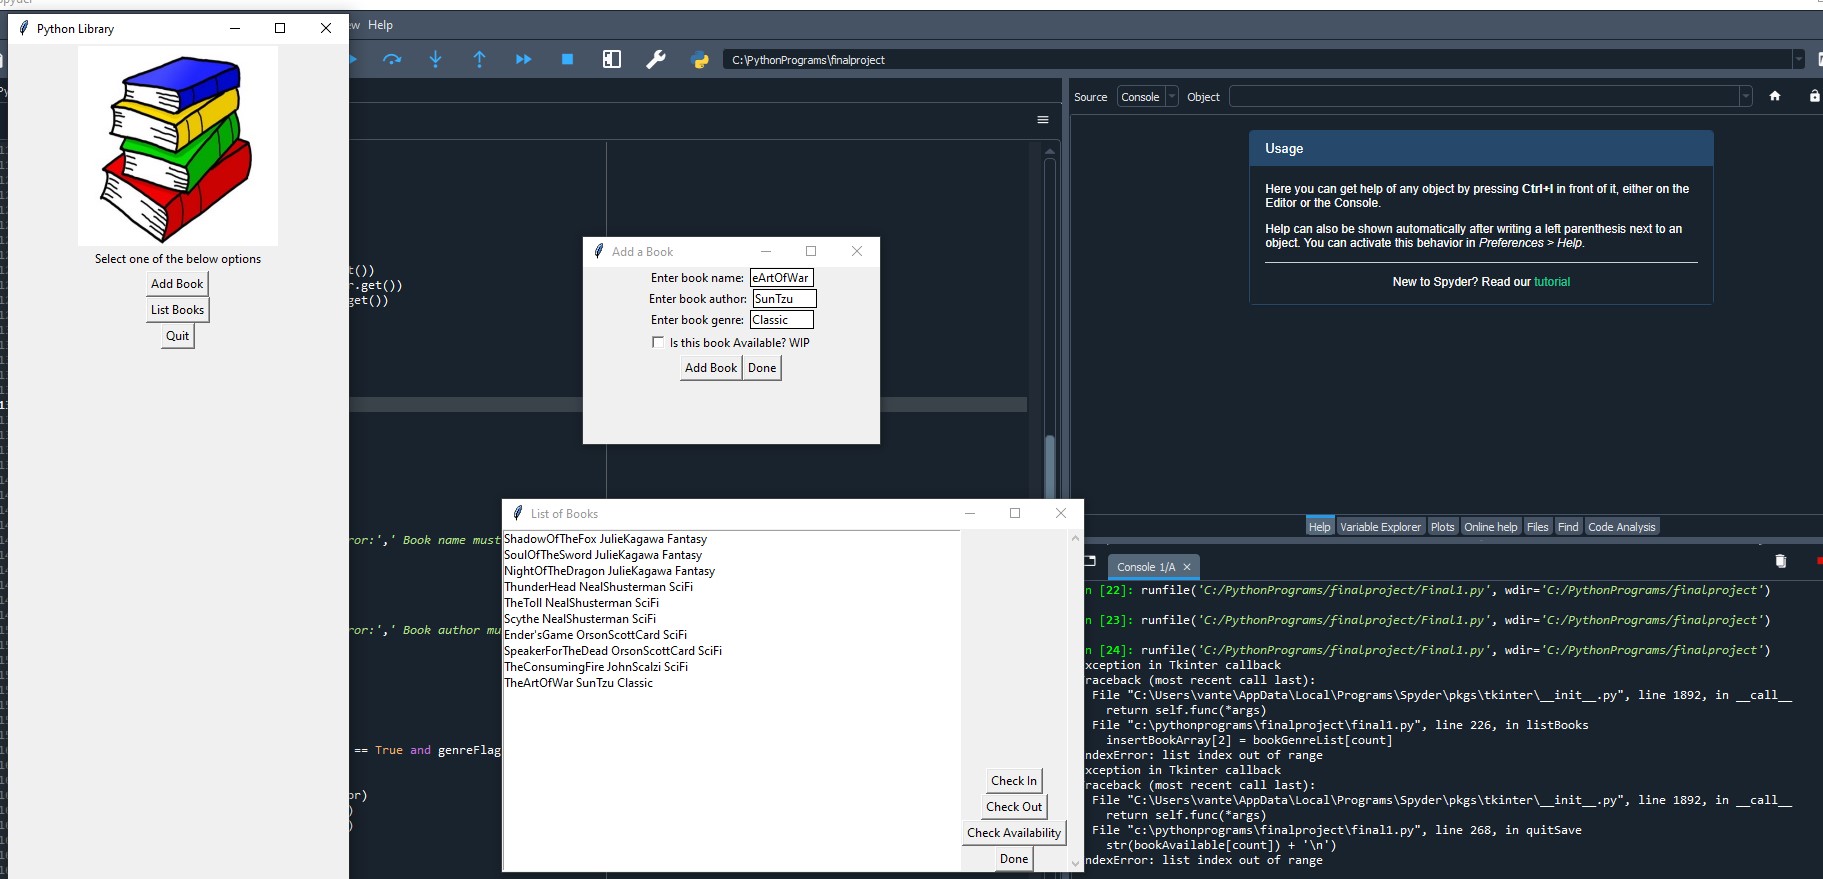 Python Library
Select one of the below options
Add Book
List Books
Quit
Help
C:\PythonPrograms\finalproject
Source Console Object
Usage
Here you can get help of any object by pressing Ctrl+I in front of it, either on the
Editor or the Console.
Help can also be shown automatically after writing a left parenthesis next to an
object. You can activate this behavior in Preferences > Help.
New to Spyder? Read our tutorial
Help Variable Explorer Plots Online help Files Find Code Analysis
t())
r.get())
get())
Add a Book
Enter book name: eArtOfWar
Enter book author: SunTzu
Enter book genre: Classic
Is this book Available? WIP
Add Book Done
ror:',' Book name must
ror:',' Book author mu
== True and genreFlag
or)
)
)
List of Books
ShadowOfTheFox JulieKagawa Fantasy
SoulOfTheSword JulieKagawa Fantasy
NightOfTheDragon JulieKagawa Fantasy
ThunderHead NealShusterman SciFi
TheToll NealShusterman SciFi
Scythe NealShusterman SciFi
Ender'sGame OrsonScottCard SciFi
SpeakerForTheDead OrsonScottCard SciFi
TheConsumingFire JohnScalzi SciFi
TheArtOfWar SunTzu Classic
Check In
Check Out
Check Availability
Done
Console 1/A
n [22]: runfile('C:/PythonPrograms/finalproject/Final1.py', wdir='C:/PythonPrograms/finalproject')
n [23]: runfile('C:/PythonPrograms/finalproject/Final1.py', wdir='C:/PythonPrograms/finalproject')
n [24]: runfile('C:/PythonPrograms/finalproject/Final1.py', wdir='C:/PythonPrograms/finalproject')
xception in Tkinter callback
raceback (most recent call last):
File "C:\Users\vante\AppData\Local\Programs\Spyder\pkgs\tkinter\__init__.py", line 1892, in __call__
return self.func(*args)
File "c:\pythonprograms\finalproject\final1.py", line 226, in listBooks
insertBookArray[2] = bookGenreList[count]
ndexError: list index out of range
xception in Tkinter callback
raceback (most recent call last):
File "C:\Users\vante\AppData\Local\Programs\Spyder\pkgs\tkinter\__init__.py", line 1892, in __call__
return self.func(*args)
File "c:\pythonprograms\finalproject\final1.py", line 268, in quitSave
str(bookAvailable[count]) + '\n')
ndexError: list index out of range